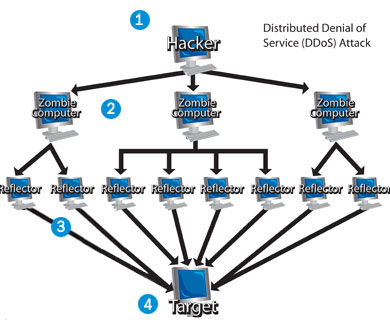 1
Hacker
Distributed Denial of
Service (DDoS) Attack
2
Zombie
Computer
Zombie
Computer
Zombie
Computer
Reflector
Reflector
Reflector
Reflector
Reflector
Reflector
Reflector
Reflector
3
4
Target